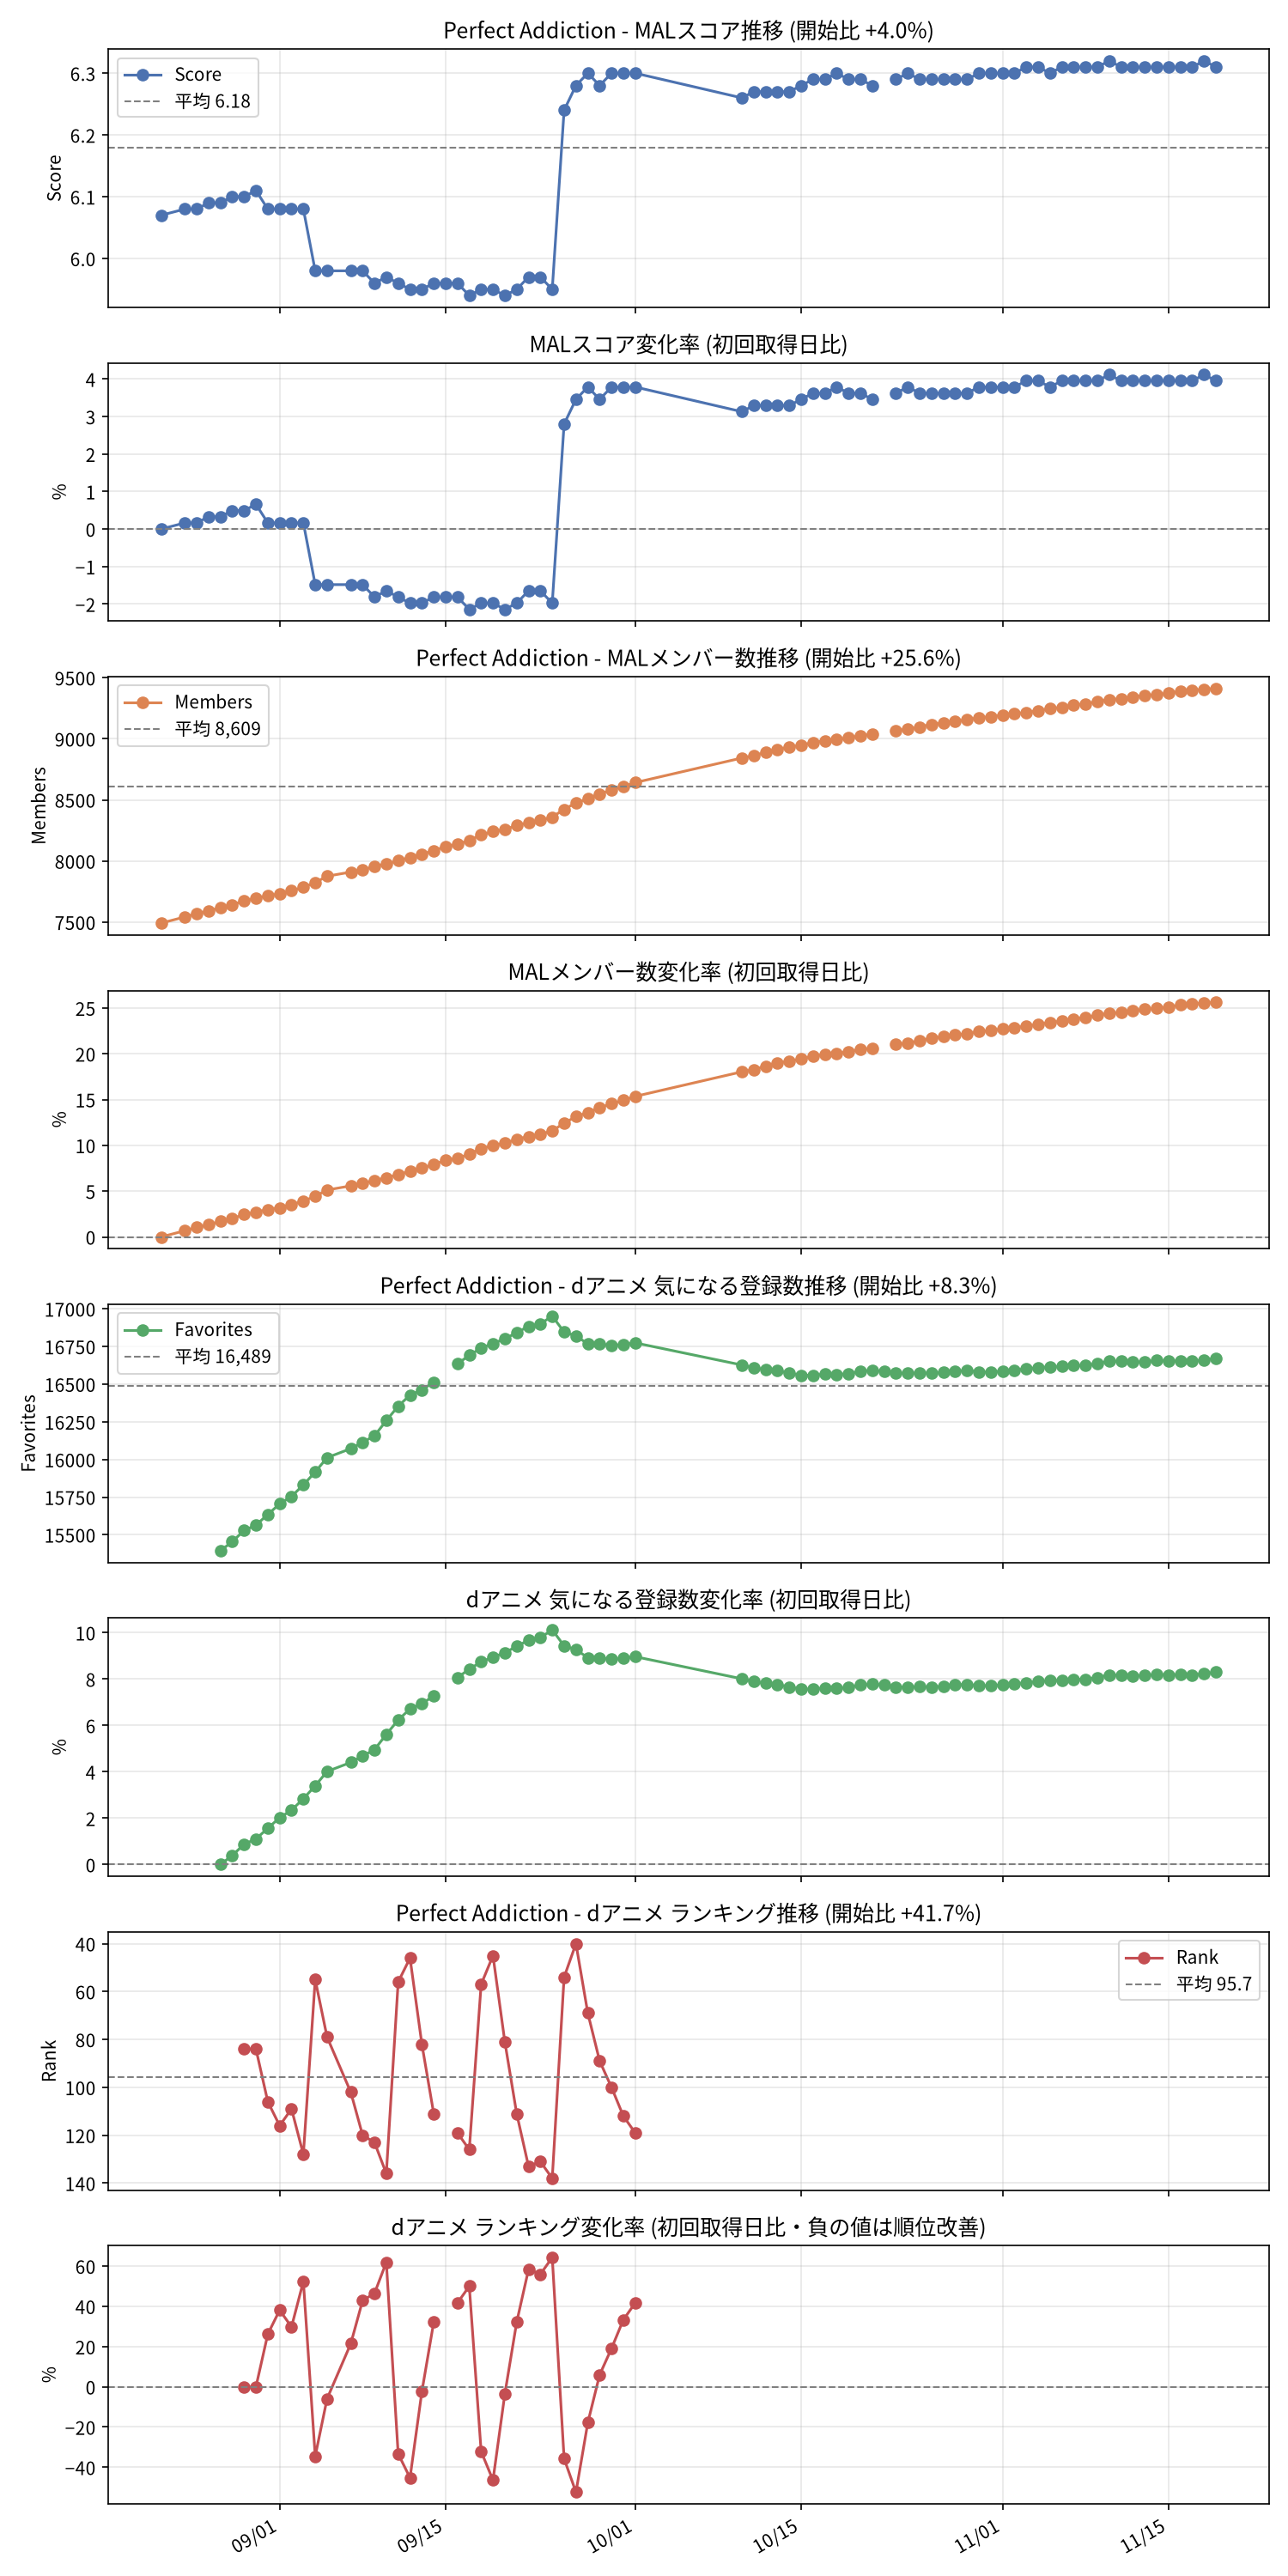 Perfect Addiction - MALスコア推移 (開始比 +4.0%)
Score
平均 6.18
6.3
6.2
6.1
6.0
Score
MALスコア変化率 (初回取得日比)
4
3
2
1
0
−1
−2
%
Perfect Addiction - MALメンバー数推移 (開始比 +25.6%)
Members
平均 8,609
9500
9000
8500
8000
7500
Members
MALメンバー数変化率 (初回取得日比)
25
20
15
10
5
0
%
Perfect Addiction - dアニメ 気になる登録数推移 (開始比 +8.3%)
Favorites
平均 16,489
17000
16750
16500
16250
16000
15750
15500
Favorites
dアニメ 気になる登録数変化率 (初回取得日比)
10
8
6
4
2
0
%
Perfect Addiction - dアニメ ランキング推移 (開始比 +41.7%)
Rank
平均 95.7
40
60
80
100
120
140
Rank
dアニメ ランキング変化率 (初回取得日比・負の値は順位改善)
60
40
20
0
−20
−40
%
09/01
09/15
10/01
10/15
11/01
11/15